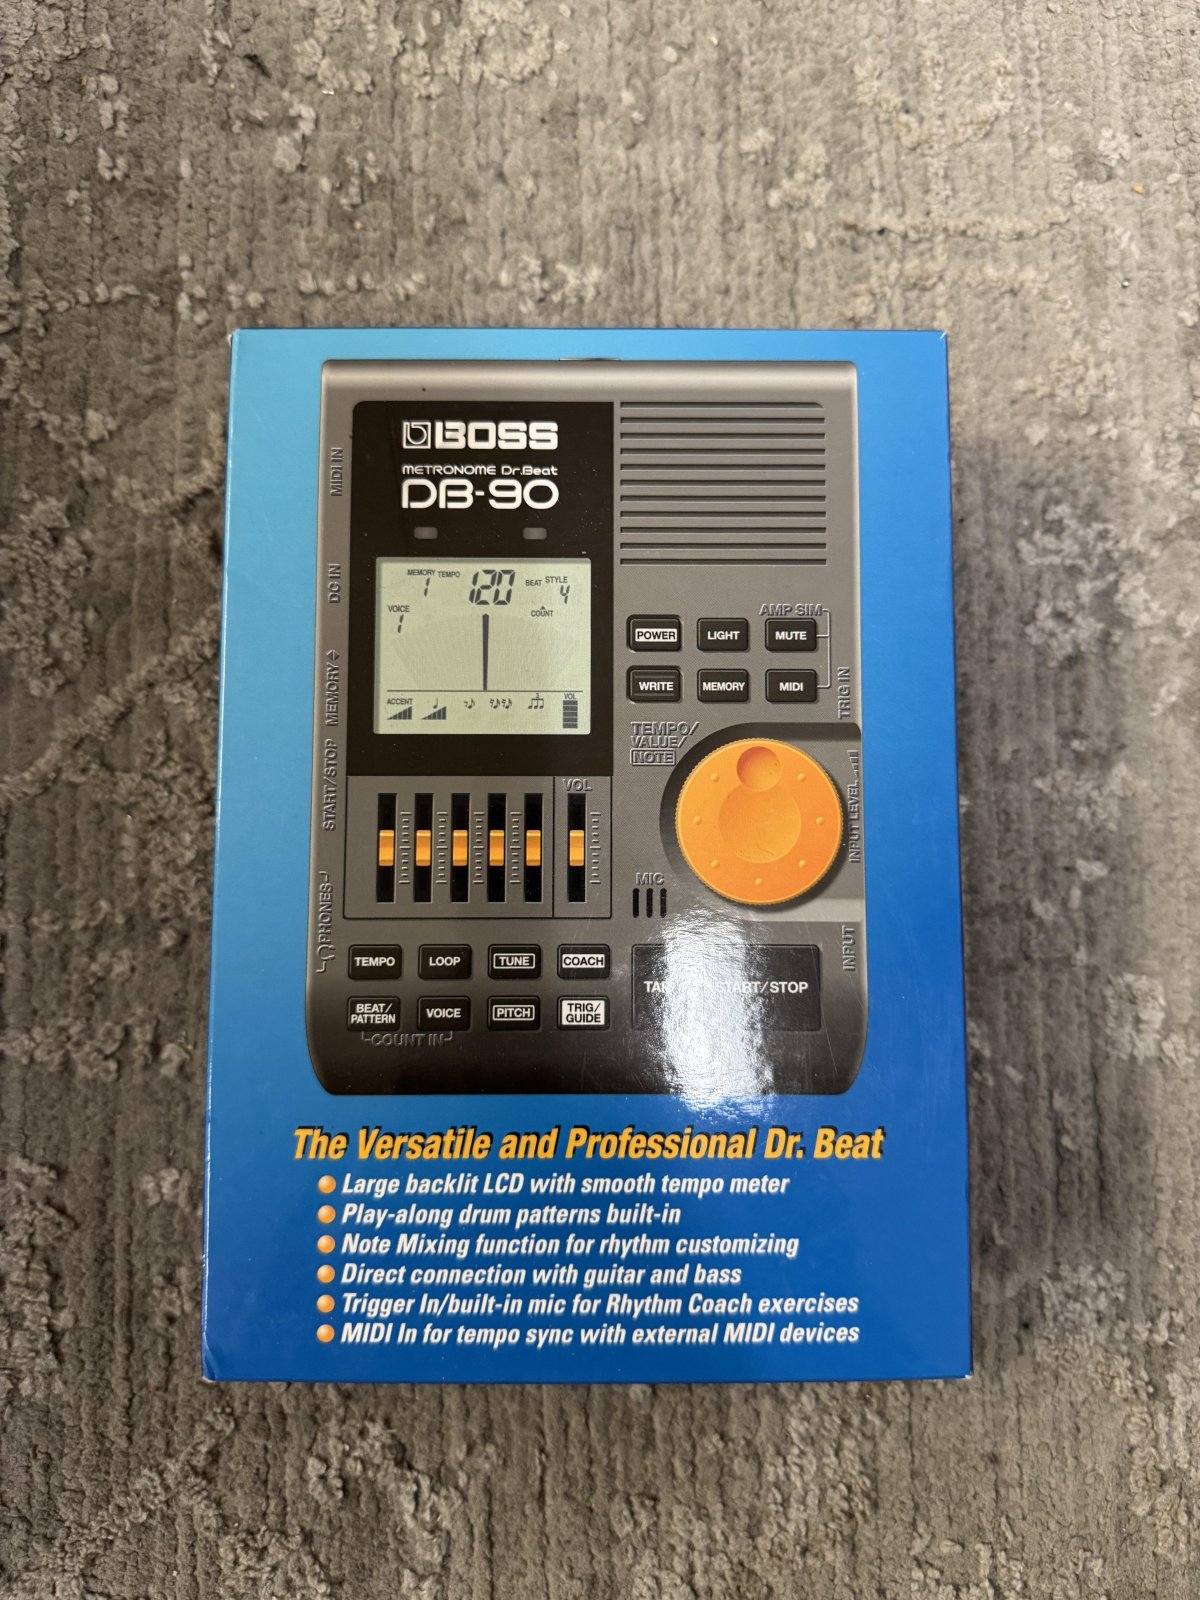 BOSS
METRONOME Dr.Beat
DB-90
MIDI IN
DC IN
MEMORY
START/STOP
PHONES
MEMORY TEMPO 120 BEAT STYLE
1 4
VOICE COUNT
1
ACCENT VOL
3
AMP SIM
POWER LIGHT MUTE
WRITE MEMORY MIDI
TRIG IN
TEMPO/
VALUE/
NOTE
INPUT LEVEL
VOL
MIC
INPUT
TEMPO LOOP TUNE COACH
START/STOP
BEAT/
PATTERN VOICE PITCH TRIG/
GUIDE
COUNT IN
The Versatile and Professional Dr. Beat
Large backlit LCD with smooth tempo meter
Play-along drum patterns built-in
Note Mixing function for rhythm customizing
Direct connection with guitar and bass
Trigger In/built-in mic for Rhythm Coach exercises
MIDI In for tempo sync with external MIDI devices